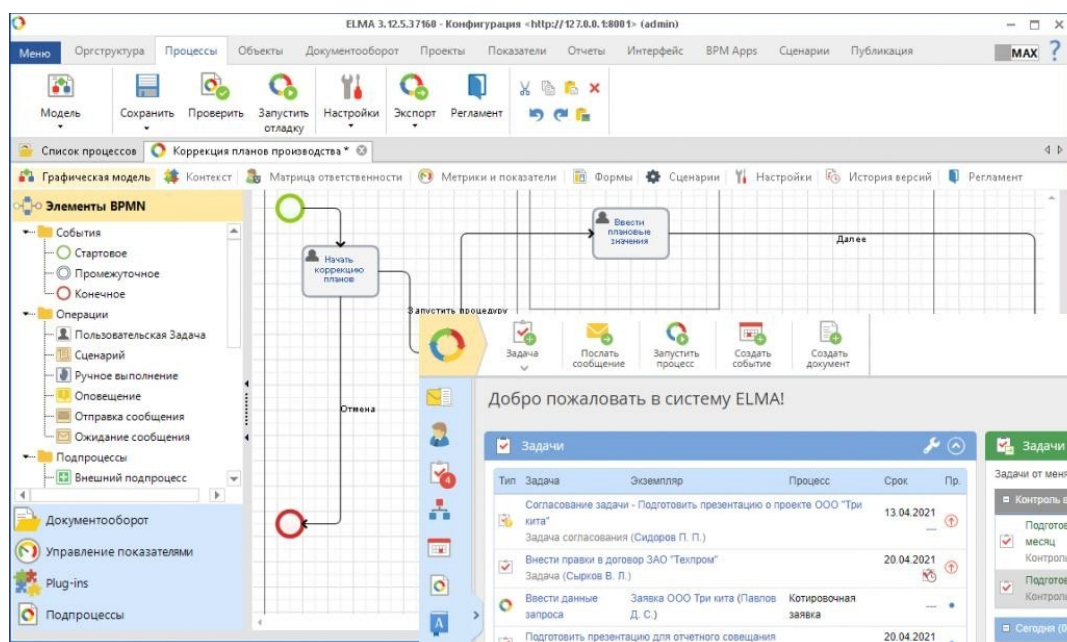 ELMA 3.12.5.37160 - Конфигурация <http://127.0.0.1:8001> (admin)
Меню Оргструктура Процессы Объекты Документооборот Проекты Показатели Отчеты Интерфейс BPM Apps Сценарии Публикация MAX ?
Модель Сохранить Проверить Запустить отладку Настройки Экспорт Регламент
Список процессов Коррекция планов производства *
Графическая модель Контекст Матрица ответственности Метрики и показатели Формы Сценарии Настройки История версий Регламент
Элементы BPMN
События
Стартовое
Промежуточное
Конечное
Операции
Пользовательская Задача
Сценарий
Ручное выполнение
Оповещение
Отправка сообщения
Ожидание сообщения
Подпроцессы
Внешний подпроцесс
Документооборот
Управление показателями
Plug-ins
Подпроцессы
Начать
коррекцию
планов
Отмена
Запустить процедуру
Ввести
плановые
значения
Далее
Задача
Послать
сообщение
Запустить
процесс
Создать
событие
Создать
документ
4
Добро пожаловать в систему ELMA!
Задачи
Тип Задача Экземпляр Процесс Срок Пр.
Согласование задачи - Подготовить презентацию о проекте ООО "Три
кита"
13.04.2021
Задача согласования (Сидоров П. П.)
Внести правки в договор ЗАО "Техпром" 20.04.2021
Задача (Сырков В. Л.)
Ввести данные Заявка ООО Три кита (Павлов Котировочная
запроса Д. С.) заявка
Подготовить презентацию для отчетного совещания 20.04.2021
Задачи
Задачи от меня
Контроль в
Подготов
месяц
Контроль
Подготов
Контроль
Сегодня (0